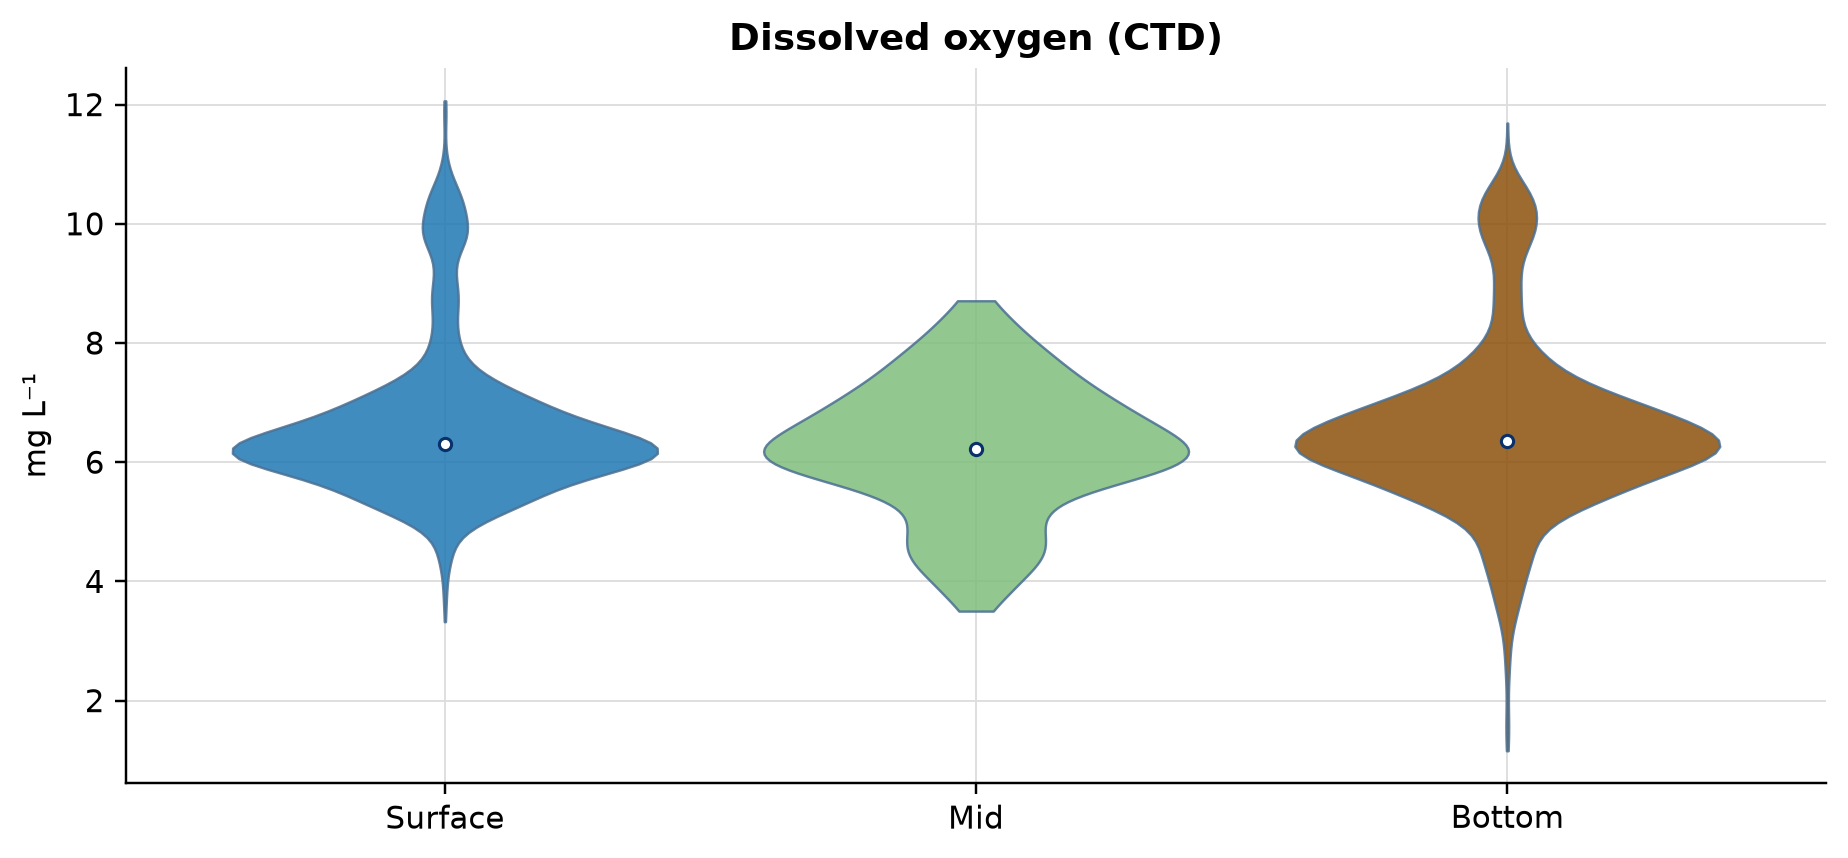 Dissolved oxygen (CTD)
mg L⁻¹
12
10
8
6
4
2
Surface
Mid
Bottom